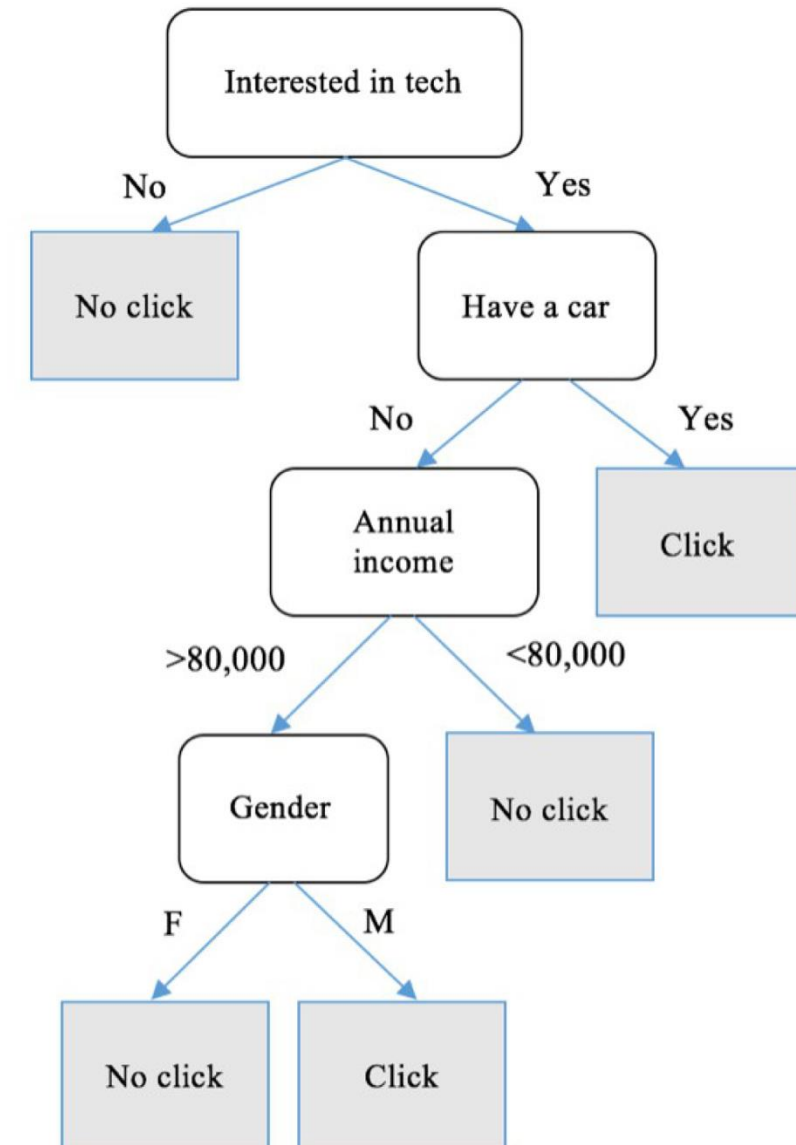 Interested in tech
No
Yes
No click
Have a car
No
Yes
Annual
income
Click
>80,000
<80,000
Gender
No click
F
M
No click
Click